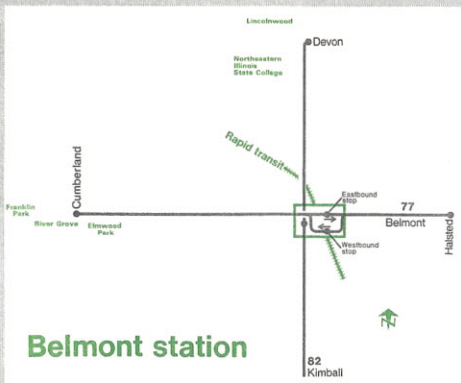 Lincolnwood
Devon
Northeastern
Illinois
State College
Rapid transit
Cumberland
Eastbound
stop
77
Franklin
Park
River Grove
Elmwood
Park
Belmont
Halsted
Westbound
stop
N
Belmont station
82
Kimball